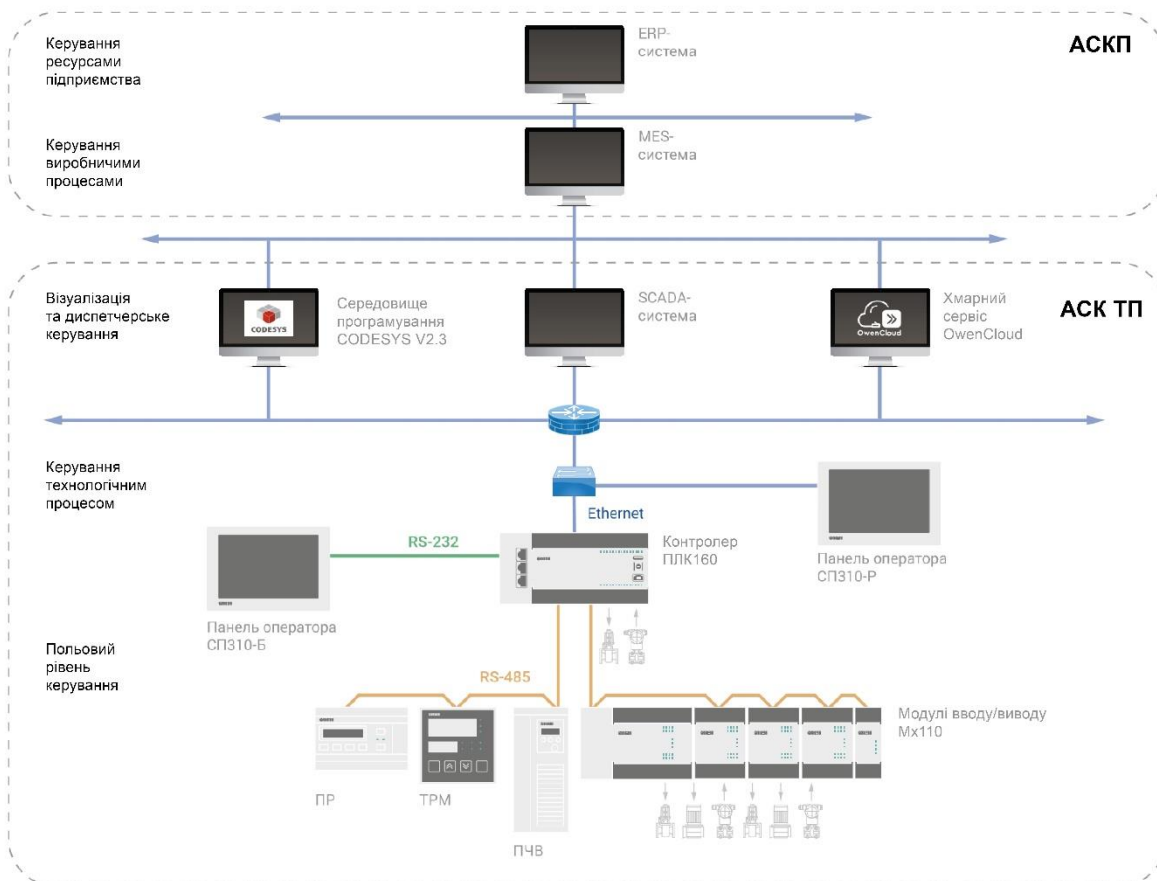 Керування
ресурсами
підприємства
ERP-
система
АСКП
Керування
виробничими
процесами
MES-
система
Візуалізація
та диспетчерське
керування
CODESYS
Середовище
програмування
CODESYS V2.3
SCADA-
система
OwenCloud
Хмарний
сервіс
OwenCloud
АСК ТП
Керування
технологічним
процесом
Ethernet
RS-232
Контролер
ПЛК160
Панель оператора
СП310-Р
Панель оператора
СП310-Б
Польовий
рівень
керування
RS-485
Модулі вводу/виводу
Мх110
ПР
ТРМ
ПЧВ